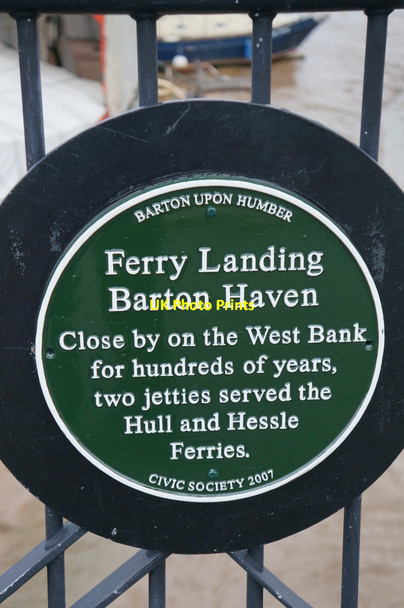 BARTON UPON HUMBER
Ferry Landing
Barton Haven
UK Photo Prints
Close by on the West Bank
for hundreds of years,
two jetties served the
Hull and Hessle
Ferries.
CIVIC SOCIETY 2007